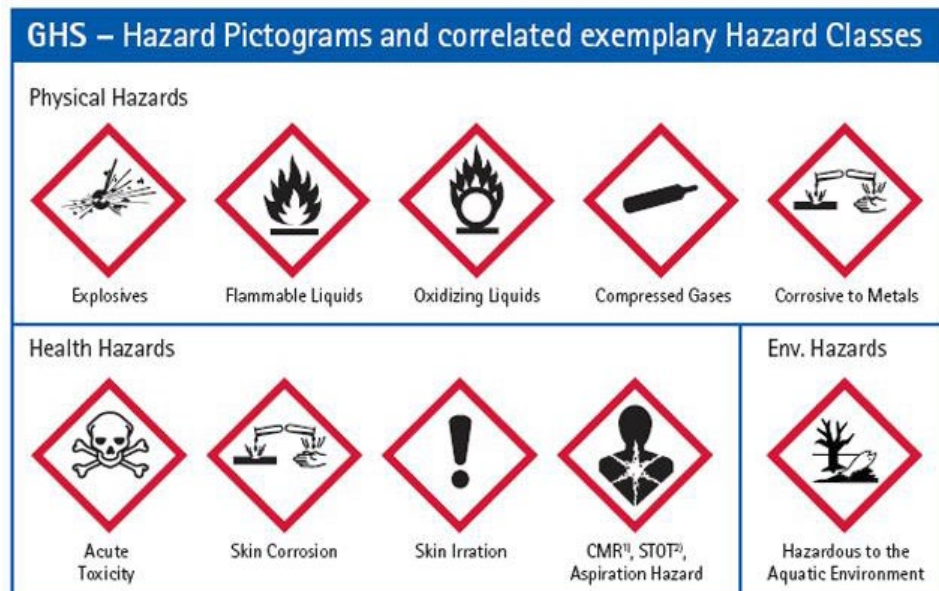 GHS – Hazard Pictograms and correlated exemplary Hazard Classes
Physical Hazards
Explosives
Flammable Liquids
Oxidizing Liquids
Compressed Gases
Corrosive to Metals
Health Hazards
Acute
Toxicity
Skin Corrosion
Skin Irration
CMR¹⁾, STOT²⁾,
Aspiration Hazard
Env. Hazards
Hazardous to the
Aquatic Environment